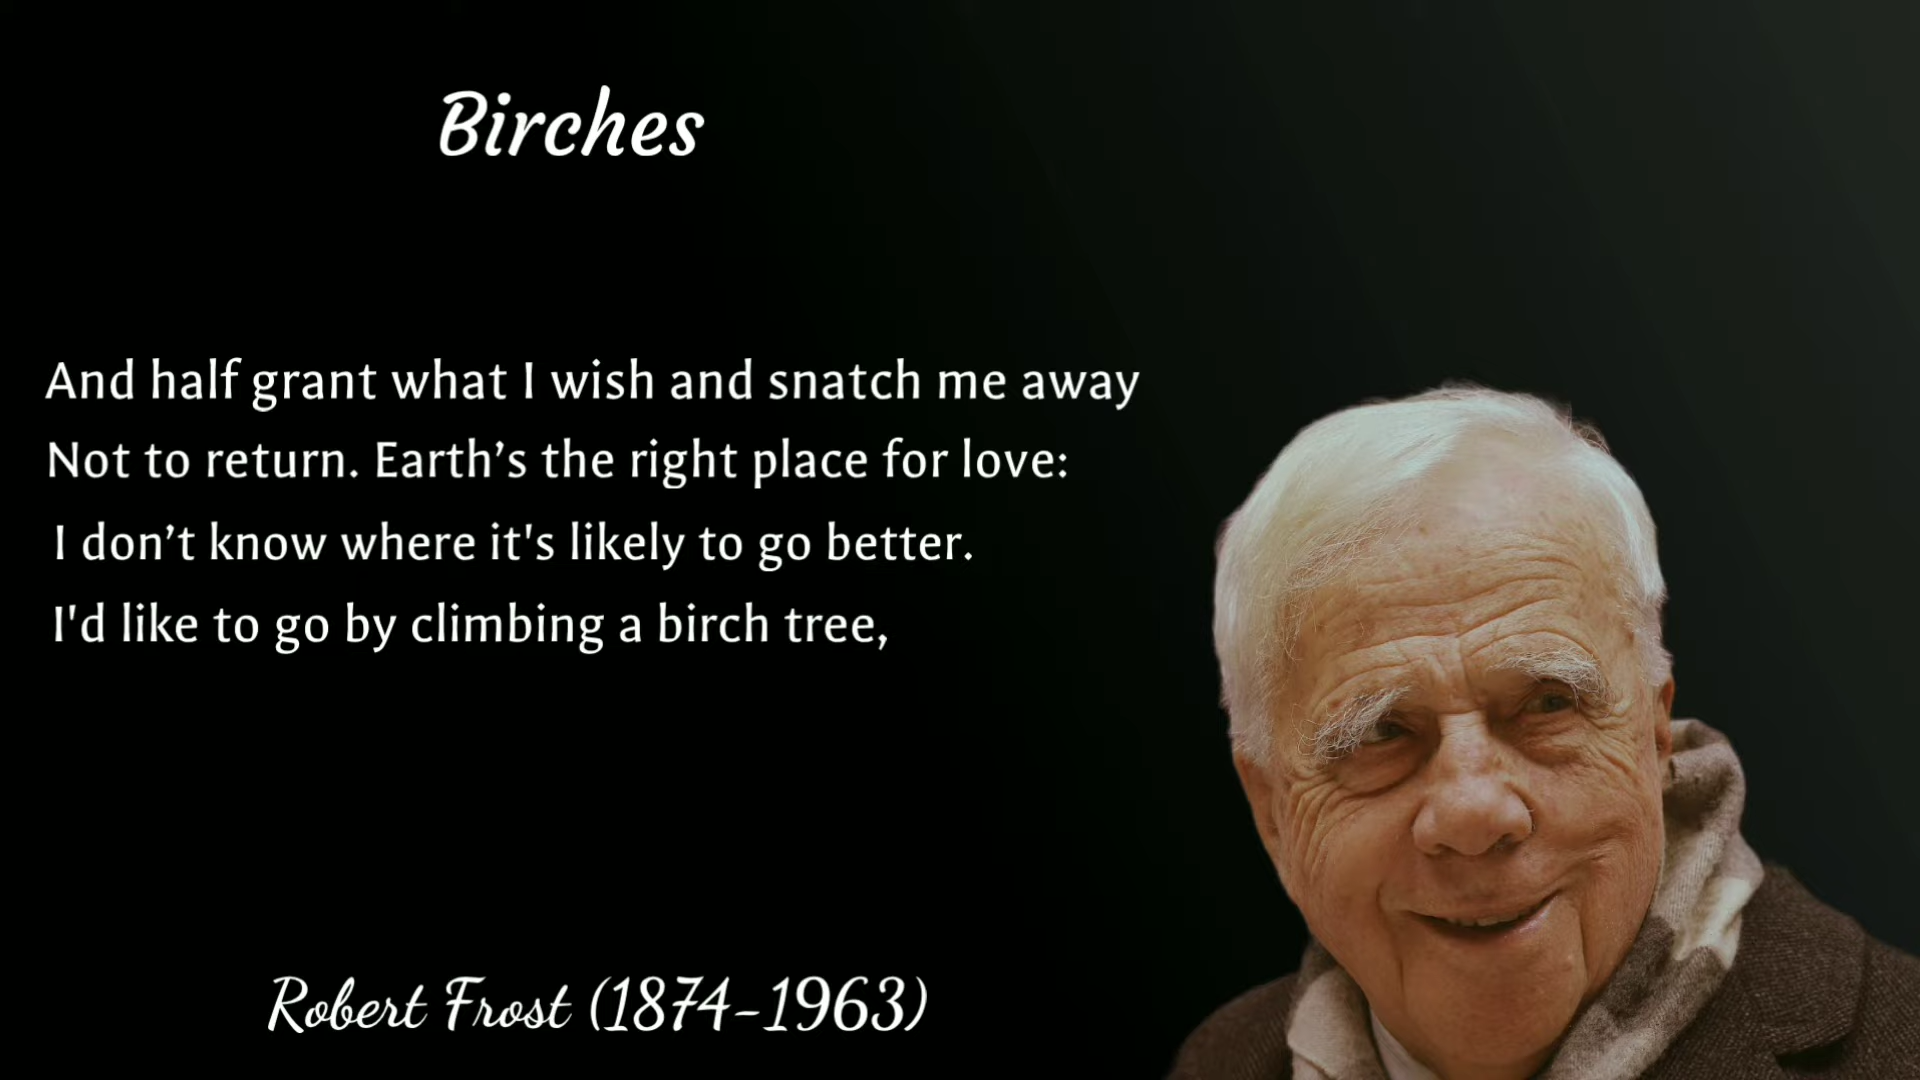 Birches
And half grant what I wish and snatch me away
Not to return. Earth’s the right place for love:
I don’t know where it's likely to go better.
I'd like to go by climbing a birch tree,
Robert Frost (1874-1963)